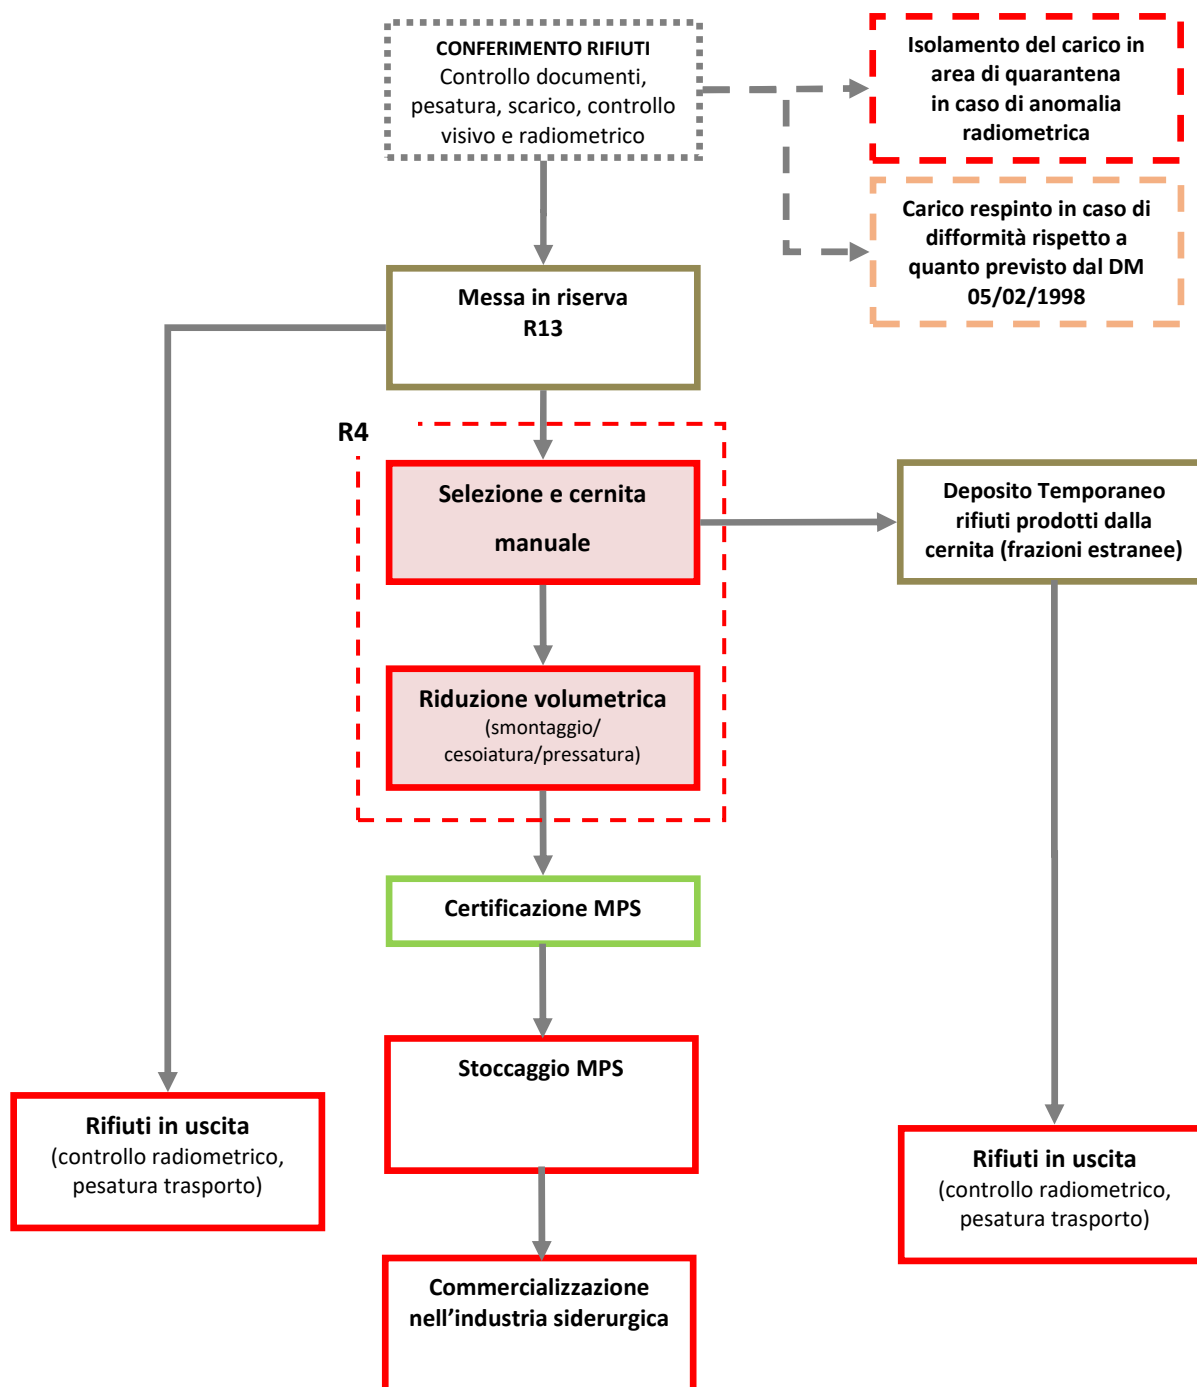 CONFERIMENTO RIFIUTI
Controllo documenti,
pesatura, scarico, controllo
visivo e radiometrico
Isolamento del carico in
area di quarantena
in caso di anomalia
radiometrica
Carico respinto in caso di
difformità rispetto a
quanto previsto dal DM
05/02/1998
Messa in riserva
R13
R4
Selezione e cernita
manuale
Deposito Temporaneo
rifiuti prodotti dalla
cernita (frazioni estranee)
Riduzione volumetrica
(smontaggio/
cesoiatura/pressatura)
Certificazione MPS
Stoccaggio MPS
Rifiuti in uscita
(controllo radiometrico,
pesatura trasporto)
Rifiuti in uscita
(controllo radiometrico,
pesatura trasporto)
Commercializzazione
nell’industria siderurgica